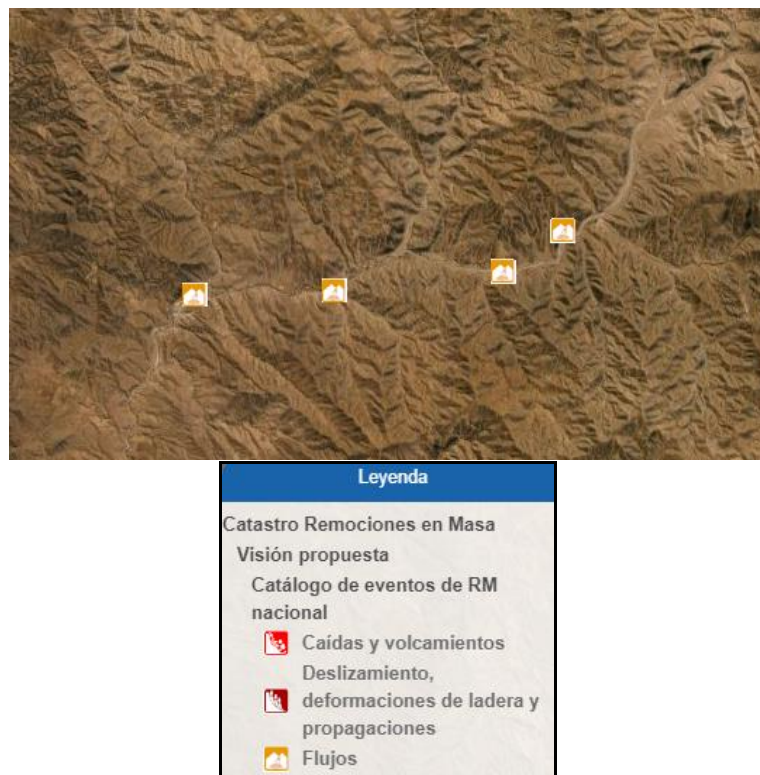 Leyenda
Catastro Remociones en Masa
Visión propuesta
Catálogo de eventos de RM
nacional
Caídas y volcamientos
Deslizamiento,
deformaciones de ladera y
propagaciones
Flujos